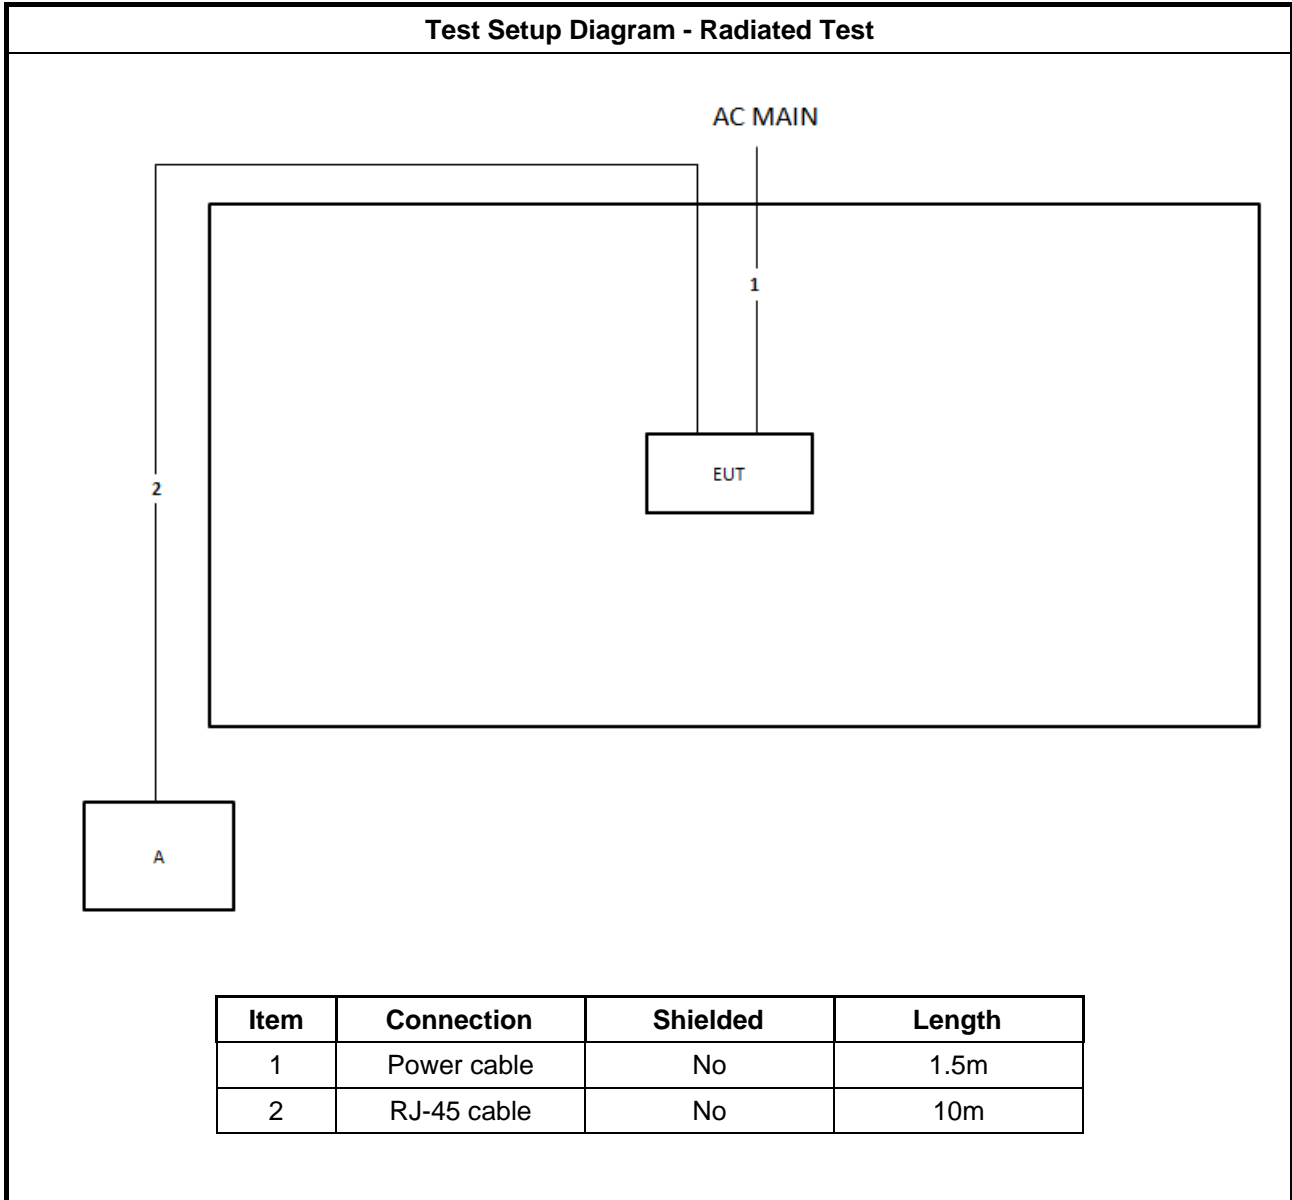 Test Setup Diagram - Radiated Test
AC MAIN
1
EUT
2
A
Item Connection Shielded Length
1 Power cable No 1.5m
2 RJ-45 cable No 10m